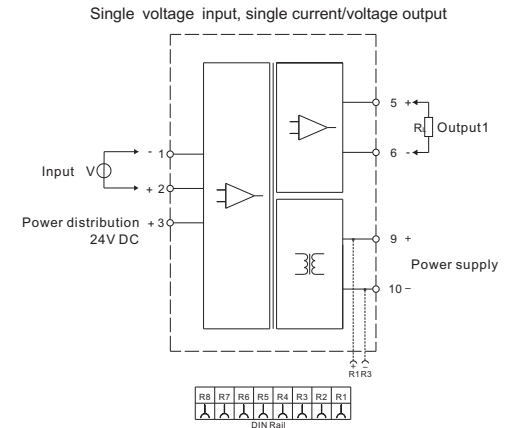 Single voltage input, single current/voltage output
5 +
RL Output1
6 -
- 1
Input V
+ 2
Power distribution + 3
24V DC
9 +
Power supply
10 −
+ −
R1 R3
R8 R7 R6 R5 R4 R3 R2 R1
DIN Rail